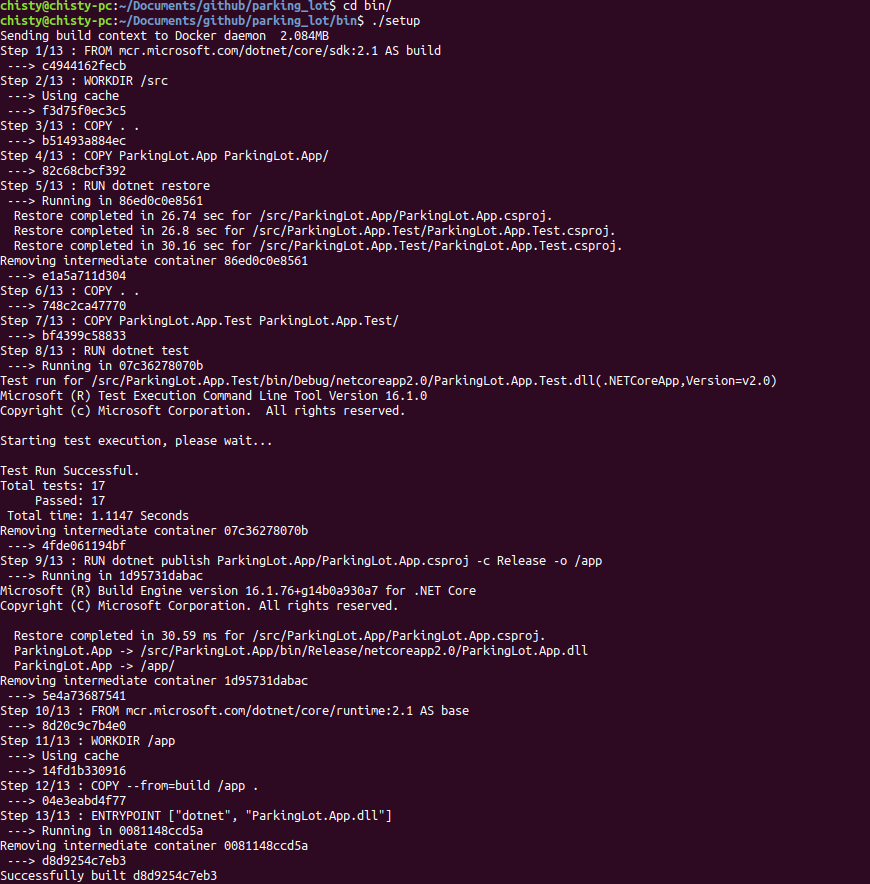 chisty@chisty-pc:~/Documents/github/parking_lot$ cd bin/
chisty@chisty-pc:~/Documents/github/parking_lot/bin$ ./setup
Sending build context to Docker daemon  2.084MB
Step 1/13 : FROM mcr.microsoft.com/dotnet/core/sdk:2.1 AS build
 ---> c4944162fecb
Step 2/13 : WORKDIR /src
 ---> Using cache
 ---> f3d75f0ec3c5
Step 3/13 : COPY . .
 ---> b51493a884ec
Step 4/13 : COPY ParkingLot.App ParkingLot.App/
 ---> 82c68cbcf392
Step 5/13 : RUN dotnet restore
 ---> Running in 86ed0c0e8561
  Restore completed in 26.74 sec for /src/ParkingLot.App/ParkingLot.App.csproj.
  Restore completed in 26.8 sec for /src/ParkingLot.App.Test/ParkingLot.App.Test.csproj.
  Restore completed in 30.16 sec for /src/ParkingLot.App.Test/ParkingLot.App.Test.csproj.
Removing intermediate container 86ed0c0e8561
 ---> e1a5a711d304
Step 6/13 : COPY . .
 ---> 748c2ca47770
Step 7/13 : COPY ParkingLot.App.Test ParkingLot.App.Test/
 ---> bf4399c58833
Step 8/13 : RUN dotnet test
 ---> Running in 07c36278070b
Test run for /src/ParkingLot.App.Test/bin/Debug/netcoreapp2.0/ParkingLot.App.Test.dll(.NETCoreApp,Version=v2.0)
Microsoft (R) Test Execution Command Line Tool Version 16.1.0
Copyright (c) Microsoft Corporation.  All rights reserved.

Starting test execution, please wait...

Test Run Successful.
Total tests: 17
     Passed: 17
 Total time: 1.1147 Seconds
Removing intermediate container 07c36278070b
 ---> 4fde061194bf
Step 9/13 : RUN dotnet publish ParkingLot.App/ParkingLot.App.csproj -c Release -o /app
 ---> Running in 1d95731dabac
Microsoft (R) Build Engine version 16.1.76+g14b0a930a7 for .NET Core
Copyright (C) Microsoft Corporation. All rights reserved.

  Restore completed in 30.59 ms for /src/ParkingLot.App/ParkingLot.App.csproj.
  ParkingLot.App -> /src/ParkingLot.App/bin/Release/netcoreapp2.0/ParkingLot.App.dll
  ParkingLot.App -> /app/
Removing intermediate container 1d95731dabac
 ---> 5e4a73687541
Step 10/13 : FROM mcr.microsoft.com/dotnet/core/runtime:2.1 AS base
 ---> 8d20c9c7b4e0
Step 11/13 : WORKDIR /app
 ---> Using cache
 ---> 14fd1b330916
Step 12/13 : COPY --from=build /app .
 ---> 04e3eabd4f77
Step 13/13 : ENTRYPOINT ["dotnet", "ParkingLot.App.dll"]
 ---> Running in 0081148ccd5a
Removing intermediate container 0081148ccd5a
 ---> d8d9254c7eb3
Successfully built d8d9254c7eb3